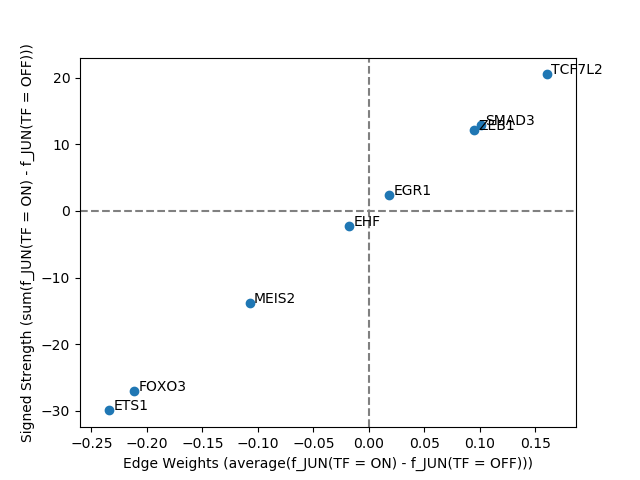 TCF7L2
SMAD3
ZEB1
EGR1
EHF
MEIS2
FOXO3
ETS1
20
10
0
−10
−20
−30
−0.25 −0.20 −0.15 −0.10 −0.05 0.00 0.05 0.10 0.15
Edge Weights (average(f_JUN(TF = ON) - f_JUN(TF = OFF)))
Signed Strength (sum(f_JUN(TF = ON) - f_JUN(TF = OFF)))